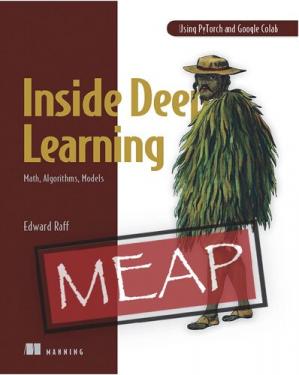 Using PyTorch and Google Colab
Inside Deep
Learning
Math, Algorithms, Models
Edward Raff
MEAP
MANNING